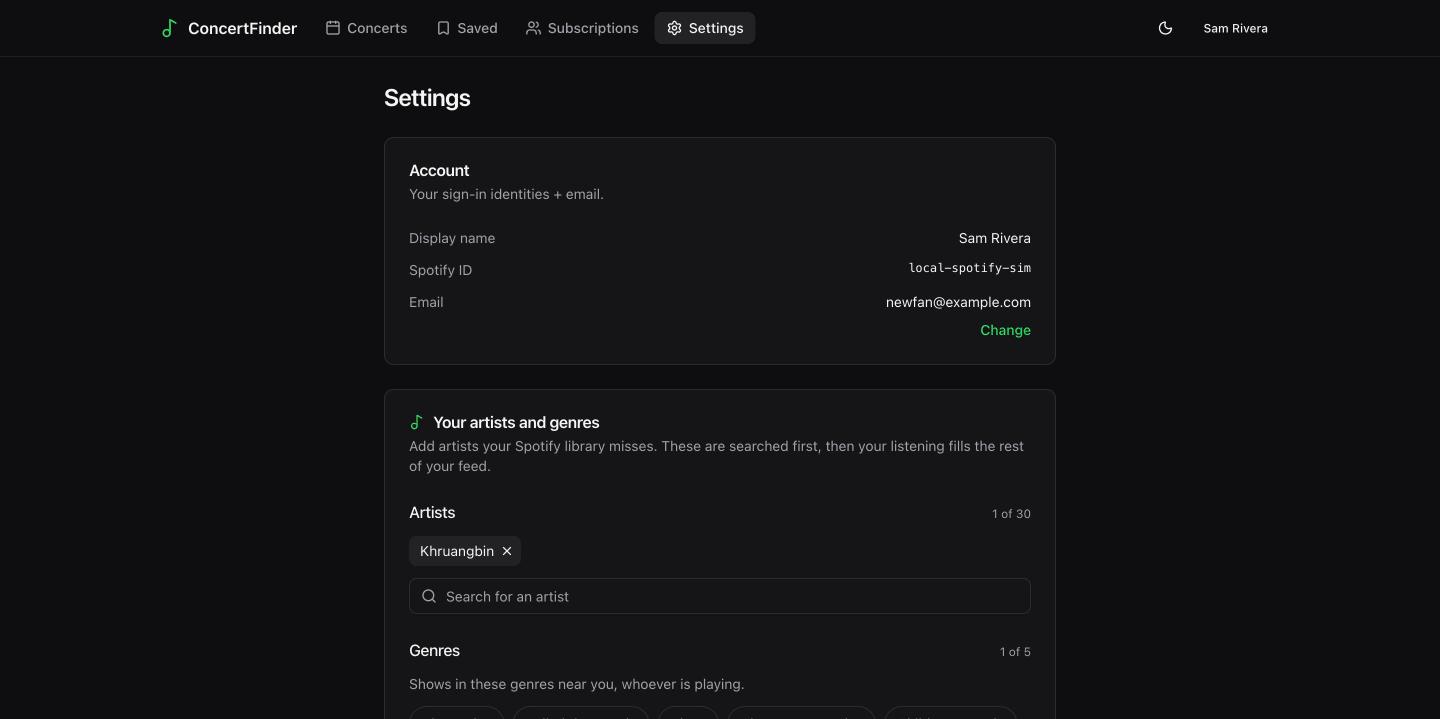 ConcertFinder
Concerts
Saved
Subscriptions
Settings
Sam Rivera
Settings
Account
Your sign-in identities + email.
Display name
Sam Rivera
Spotify ID
local-spotify-sim
Email
newfan@example.com
Change
Your artists and genres
Add artists your Spotify library misses. These are searched first, then your listening fills the rest
of your feed.
Artists
1 of 30
Khruangbin
Search for an artist
Genres
1 of 5
Shows in these genres near you, whoever is playing.